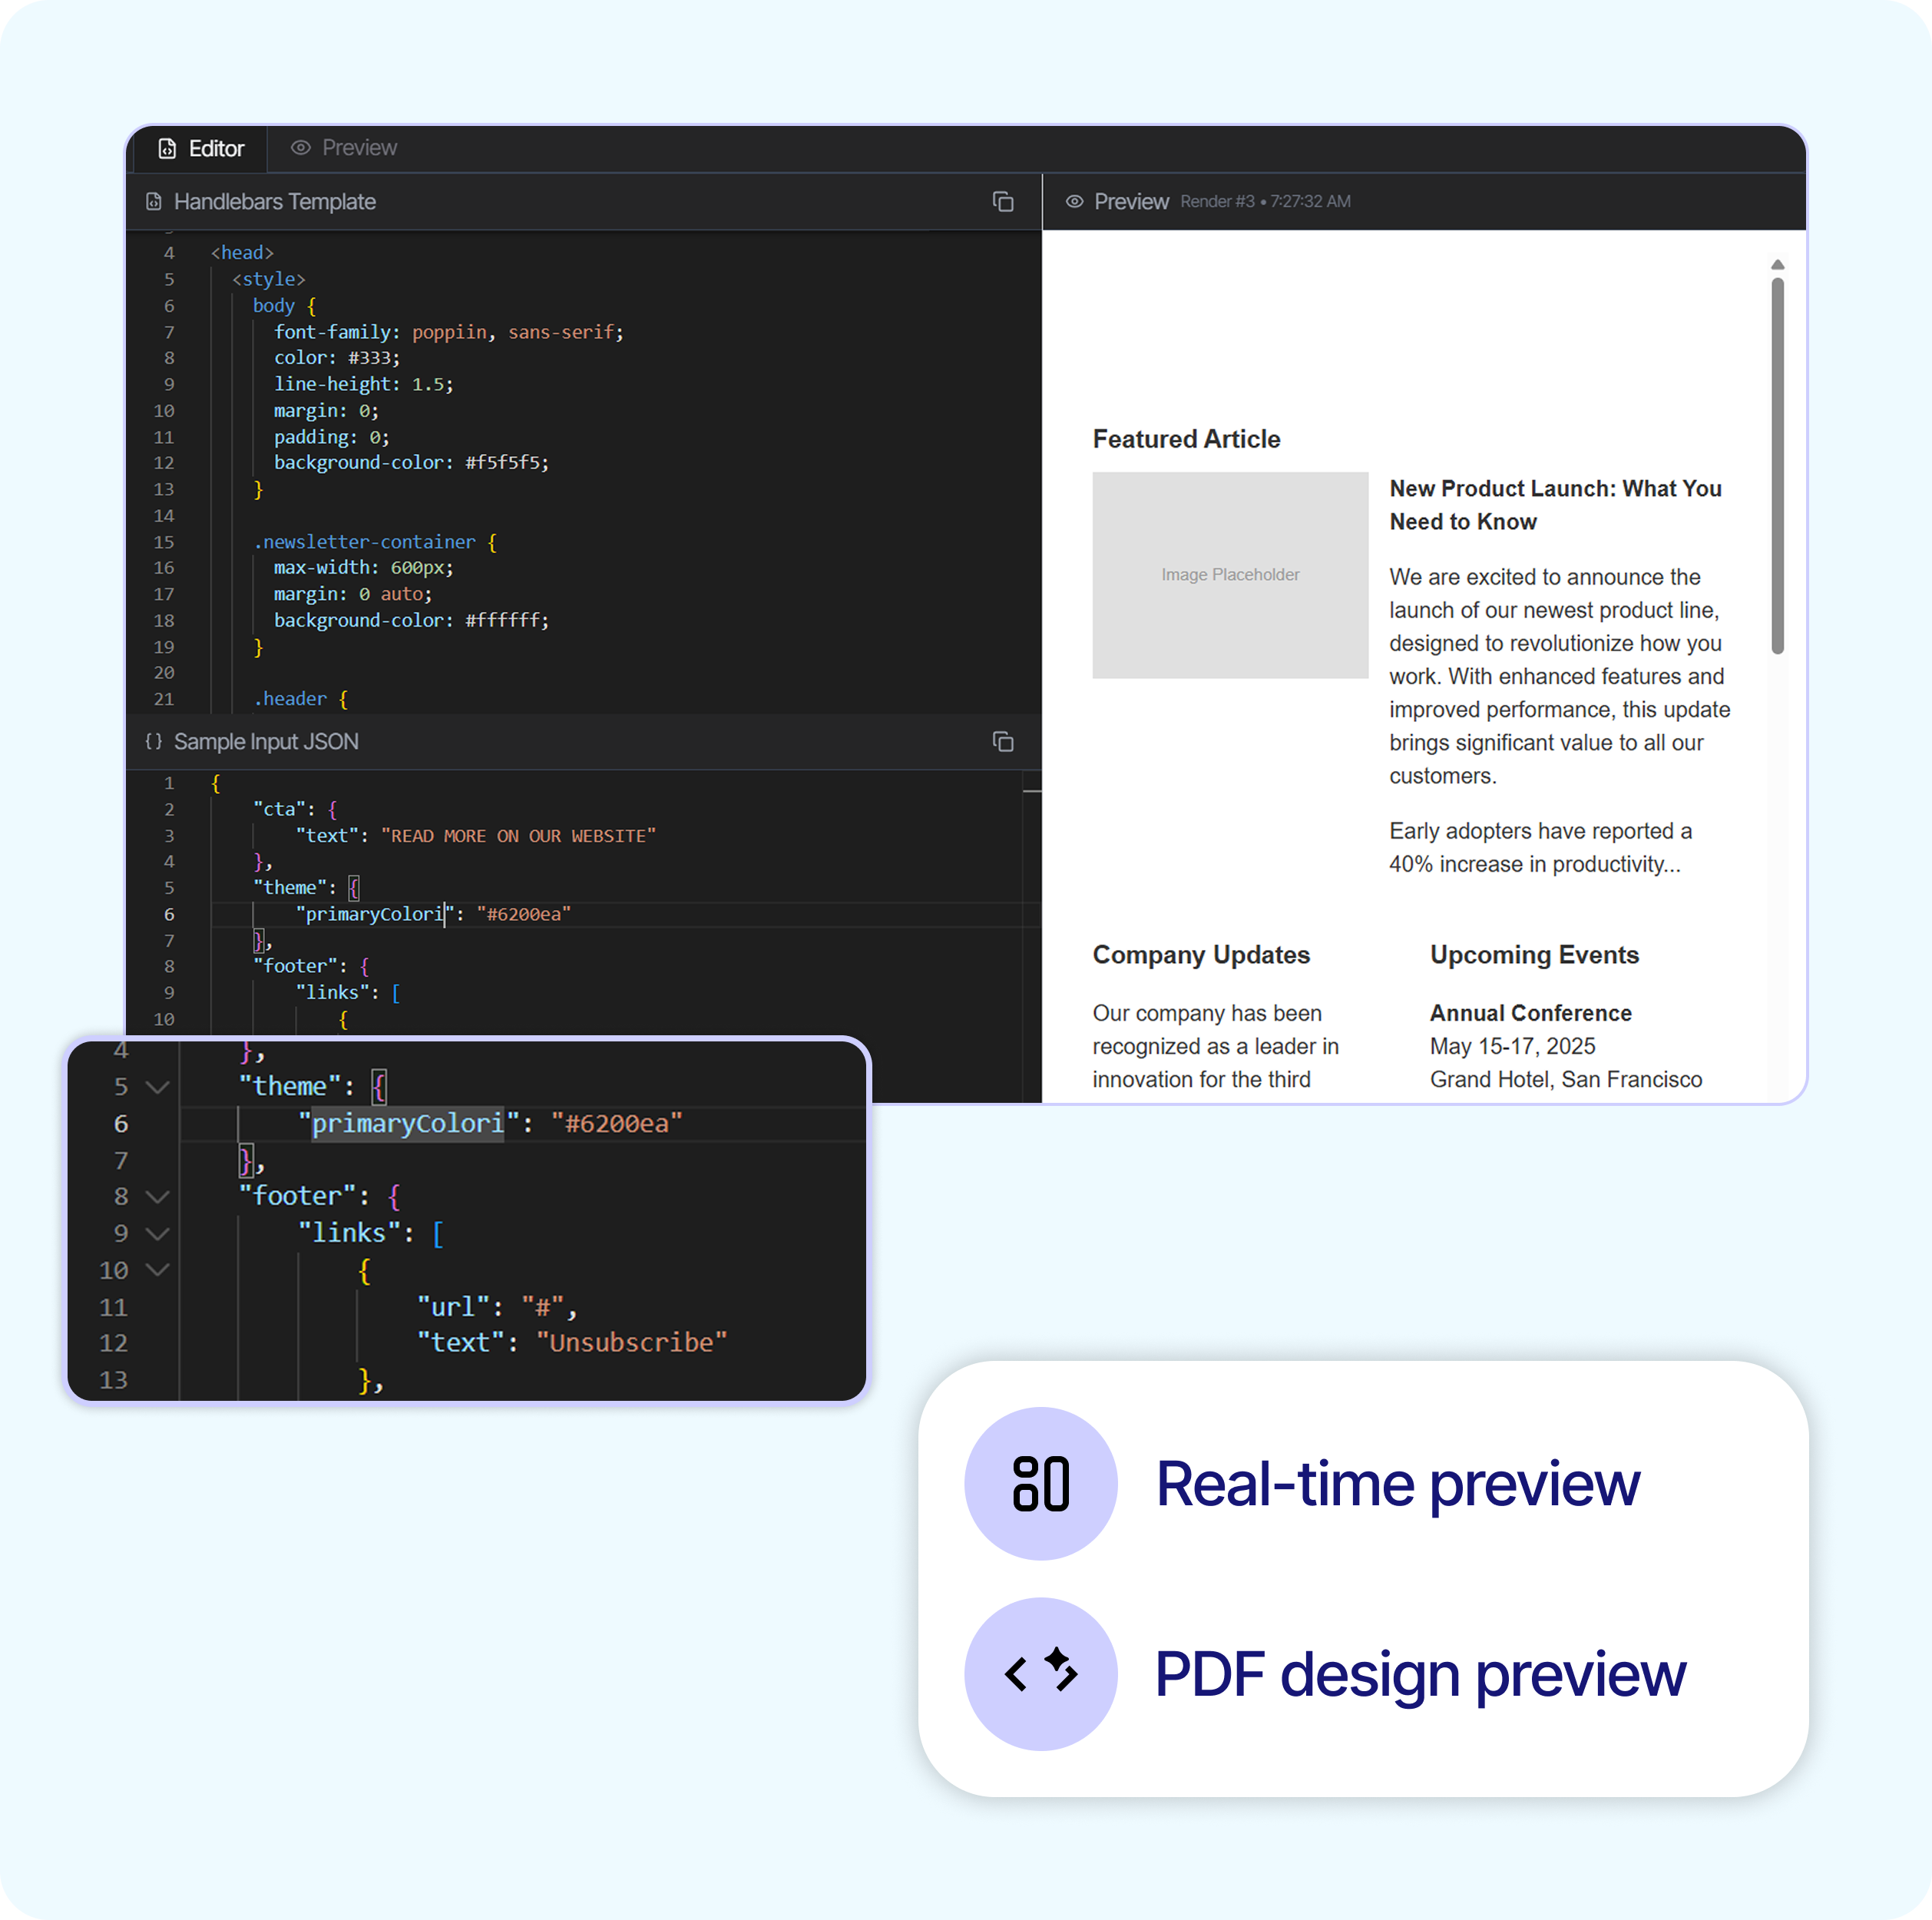 Editor Preview
Handlebars Template
4 <head>
5 <style>
6 body {
7 font-family: poppiin, sans-serif;
8 color: #333;
9 line-height: 1.5;
10 margin: 0;
11 padding: 0;
12 background-color: #f5f5f5;
13 }
14
15 .newsletter-container {
16 max-width: 600px;
17 margin: 0 auto;
18 background-color: #ffffff;
19 }
20
21 .header {
{} Sample Input JSON
1 {
2 "cta": {
3 "text": "READ MORE ON OUR WEBSITE"
4 },
5 "theme": {
6 "primaryColori": "#6200ea"
7 },
8 "footer": {
9 "links": [
10 {
Preview Render #3 • 7:27:32 AM
Featured Article
Image Placeholder
New Product Launch: What You
Need to Know
We are excited to announce the
launch of our newest product line,
designed to revolutionize how you
work. With enhanced features and
improved performance, this update
brings significant value to all our
customers.
Early adopters have reported a
40% increase in productivity...
Company Updates
Our company has been
recognized as a leader in
innovation for the third
Upcoming Events
Annual Conference
May 15-17, 2025
Grand Hotel, San Francisco
4 },
5 "theme": {
6 "primaryColori": "#6200ea"
7 },
8 "footer": {
9 "links": [
10 {
11 "url": "#",
12 "text": "Unsubscribe"
13 },
Real-time preview
PDF design preview